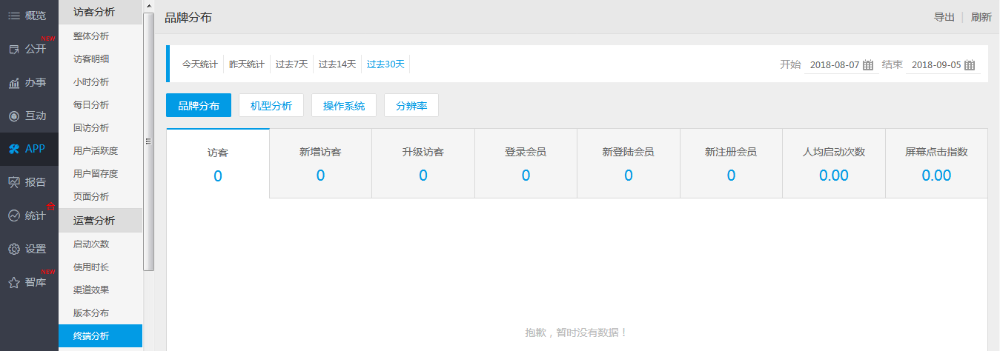 概览
公开
NEW
办事
互动
APP
报告
统计
设置
智库
NEW
访客分析
整体分析
访客明细
小时分析
每日分析
回访分析
用户活跃度
用户留存度
页面分析
运营分析
启动次数
使用时长
渠道效果
版本分布
终端分析
品牌分布
导出 | 刷新
今天统计 昨天统计 过去7天 过去14天 过去30天 开始 2018-08-07 结束 2018-09-05
品牌分布 机型分析 操作系统 分辨率
访客 新增访客 升级访客 登录会员 新登陆会员 新注册会员 人均启动次数 屏幕点击指数
0 0 0 0 0 0 0.00 0.00
抱歉，暂时没有数据！